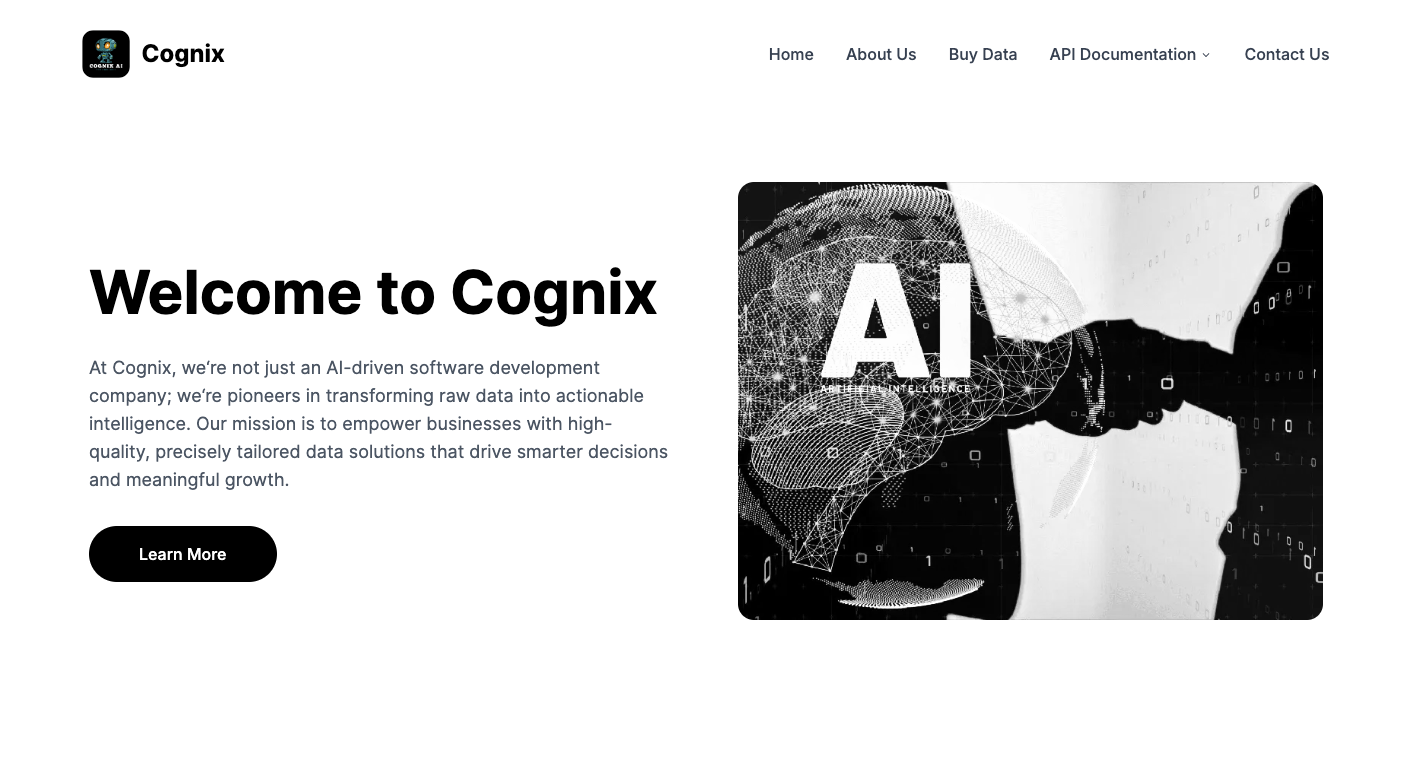 COGNIX AI
Cognix
Home
About Us
Buy Data
API Documentation
Contact Us
Welcome to Cognix
At Cognix, we’re not just an AI-driven software development
company; we’re pioneers in transforming raw data into actionable
intelligence. Our mission is to empower businesses with high-
quality, precisely tailored data solutions that drive smarter decisions
and meaningful growth.
Learn More
AI
ARTIFICIAL INTELLIGENCE